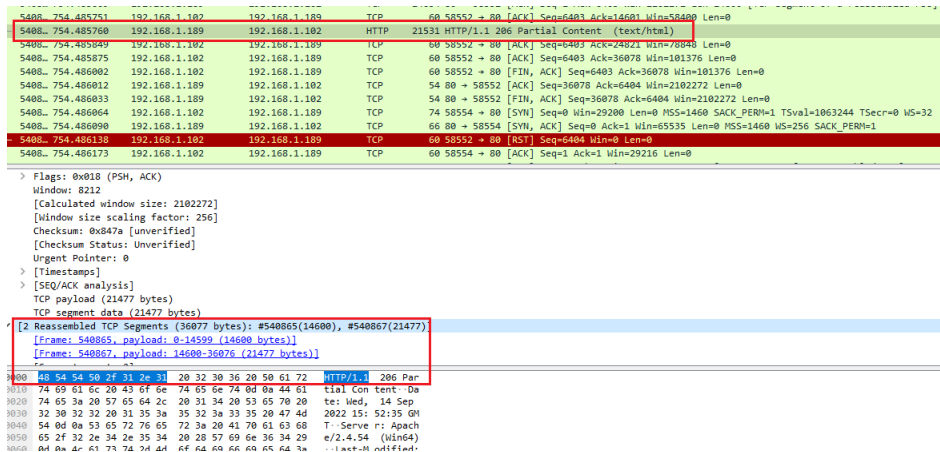 5408… 754.485751 192.168.1.102 192.168.1.189 TCP 60 58552 → 80 [ACK] Seq=6403 Ack=14601 Win=58400 Len=0
5408… 754.485760 192.168.1.189 192.168.1.102 HTTP 21531 HTTP/1.1 206 Partial Content (text/html)
5408… 754.485849 192.168.1.102 192.168.1.189 TCP 60 58552 → 80 [ACK] Seq=6403 Ack=24821 Win=78848 Len=0
5408… 754.485875 192.168.1.102 192.168.1.189 TCP 60 58552 → 80 [ACK] Seq=6403 Ack=36078 Win=101376 Len=0
5408… 754.486002 192.168.1.102 192.168.1.189 TCP 60 58552 → 80 [FIN, ACK] Seq=6403 Ack=36078 Win=101376 Len=0
5408… 754.486012 192.168.1.189 192.168.1.102 TCP 54 80 → 58552 [ACK] Seq=36078 Ack=6404 Win=2102272 Len=0
5408… 754.486033 192.168.1.189 192.168.1.102 TCP 54 80 → 58552 [FIN, ACK] Seq=36078 Ack=6404 Win=2102272 Len=0
5408… 754.486064 192.168.1.102 192.168.1.189 TCP 74 58554 → 80 [SYN] Seq=0 Win=29200 Len=0 MSS=1460 SACK_PERM=1 TSval=1063244 TSecr=0 WS=32
5408… 754.486090 192.168.1.189 192.168.1.102 TCP 66 80 → 58554 [SYN, ACK] Seq=0 Ack=1 Win=65535 Len=0 MSS=1460 WS=256 SACK_PERM=1
5408… 754.486138 192.168.1.102 192.168.1.189 TCP 60 58552 → 80 [RST] Seq=6404 Win=0 Len=0
5408… 754.486173 192.168.1.102 192.168.1.189 TCP 60 58554 → 80 [ACK] Seq=1 Ack=1 Win=29216 Len=0
> Flags: 0x018 (PSH, ACK)
Window: 8212
[Calculated window size: 2102272]
[Window size scaling factor: 256]
Checksum: 0x847a [unverified]
[Checksum Status: Unverified]
Urgent Pointer: 0
> [Timestamps]
> [SEQ/ACK analysis]
TCP payload (21477 bytes)
TCP segment data (21477 bytes)
[2 Reassembled TCP Segments (36077 bytes): #540865(14600), #540867(21477)]
[Frame: 540865, payload: 0-14599 (14600 bytes)]
[Frame: 540867, payload: 14600-36076 (21477 bytes)]
0000 48 54 54 50 2f 31 2e 31 20 32 30 36 20 50 61 72 HTTP/1.1 206 Par
0010 74 69 61 6c 20 43 6f 6e 74 65 6e 74 0d 0a 44 61 tial Con tent··Da
0020 74 65 3a 20 57 65 64 2c 20 31 34 20 53 65 70 20 te: Wed, 14 Sep
0030 32 30 32 32 20 31 35 3a 35 32 3a 33 35 20 47 4d 2022 15: 52:35 GM
0040 54 0d 0a 53 65 72 76 65 72 3a 20 41 70 61 63 68 T··Serve r: Apach
0050 65 2f 32 2e 34 2e 35 34 20 28 57 69 6e 36 34 29 e/2.4.54 (Win64)
0060 0d 0a 4c 61 73 74 2d 4d 6f 64 69 66 69 65 64 3a ··Last-M odified: